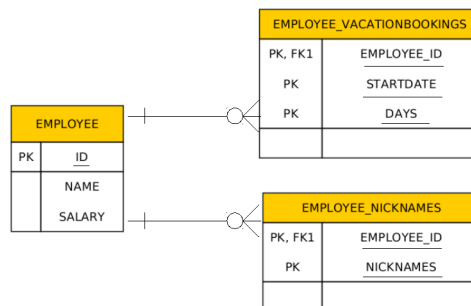 EMPLOYEE_VACATIONBOOKINGS
PK, FK1 EMPLOYEE_ID
PK STARTDATE
PK DAYS
EMPLOYEE
PK ID
NAME
SALARY
EMPLOYEE_NICKNAMES
PK, FK1 EMPLOYEE_ID
PK NICKNAMES